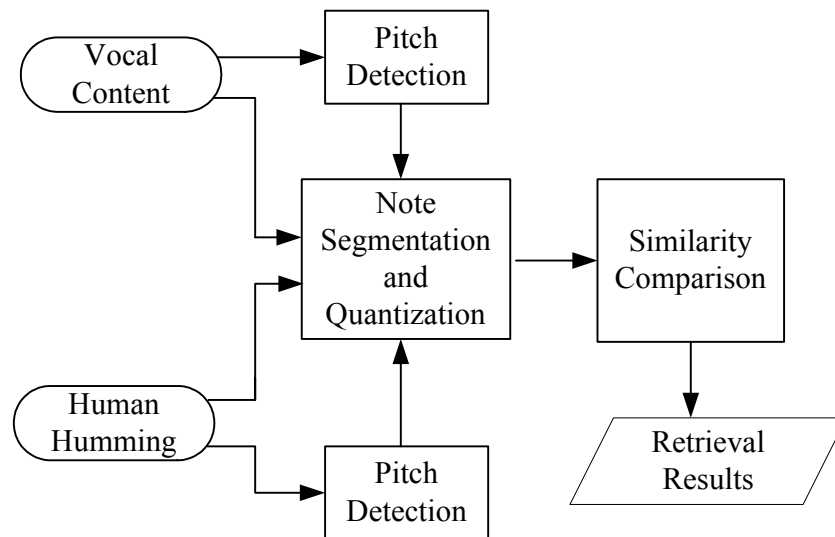 Vocal
Content
Pitch
Detection
Note
Segmentation
and
Quantization
Similarity
Comparison
Human
Humming
Pitch
Detection
Retrieval
Results